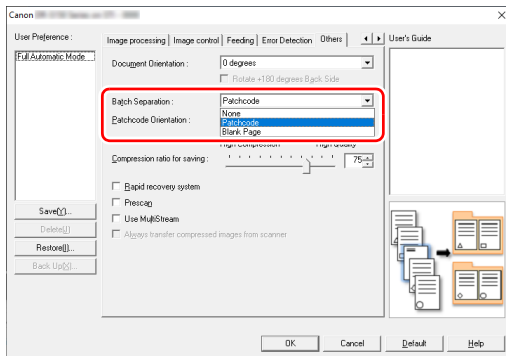 Canon
User Preference :
Full Automatic Mode
Save(Y)...
Delete(J)
Restore(I)...
Back Up(X)...
Image processing
Image control
Feeding
Error Detection
Others
Document Orientation :
0 degrees
Rotate +180 degrees Back Side
Batch Separation :
Patchcode
None
Patchcode
Blank Page
Patchcode Orientation :
High Compression
High Quality
Compression ratio for saving :
75
Rapid recovery system
Prescan
Use MultiStream
Always transfer compressed images from scanner
User's Guide
OK
Cancel
Default
Help